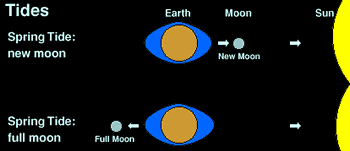 Tides
Earth Moon Sun
Spring Tide:
new moon
New Moon
Spring Tide:
full moon
Full Moon